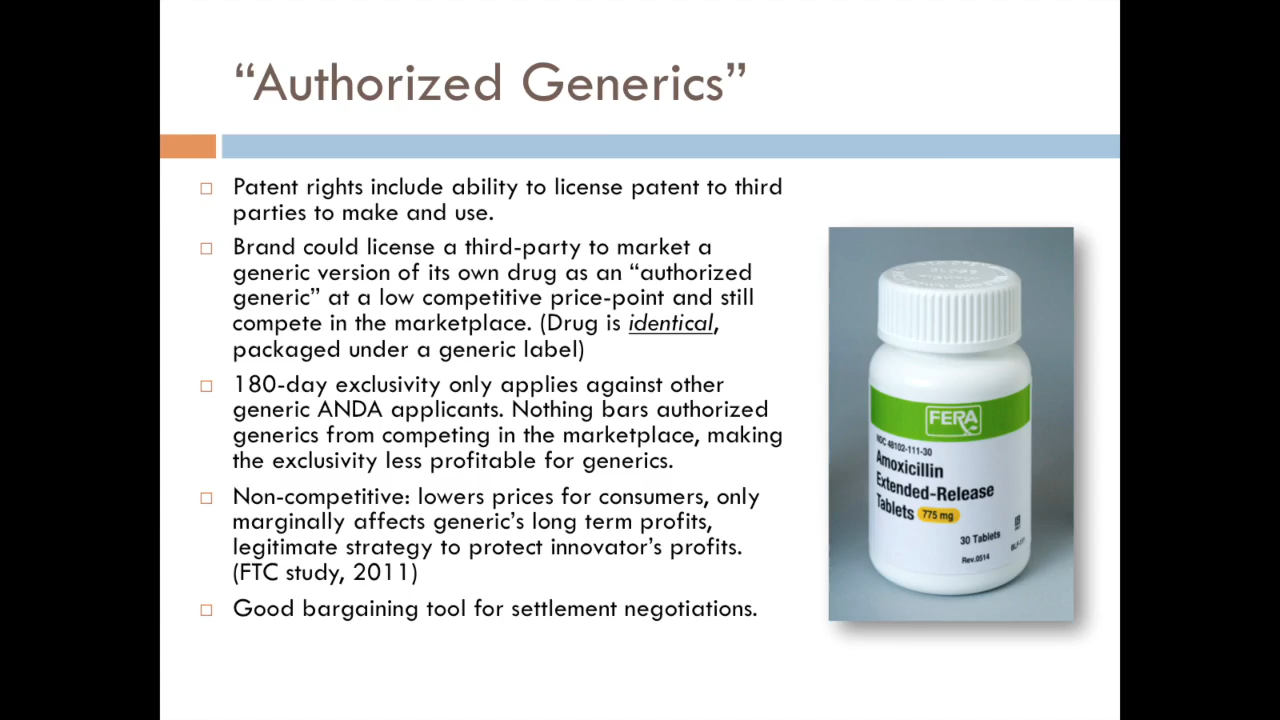 “Authorized Generics”
Patent rights include ability to license patent to third
parties to make and use.
Brand could license a third-party to market a
generic version of its own drug as an “authorized
generic” at a low competitive price-point and still
compete in the marketplace. (Drug is identical,
packaged under a generic label)
180-day exclusivity only applies against other
generic ANDA applicants. Nothing bars authorized
generics from competing in the marketplace, making
the exclusivity less profitable for generics.
Non-competitive: lowers prices for consumers, only
marginally affects generic’s long term profits,
legitimate strategy to protect innovator’s profits.
(FTC study, 2011)
Good bargaining tool for settlement negotiations.
FERA
NDC 48102-111-30
Amoxicillin
Extended-Release
Tablets 775 mg
30 Tablets
Rev.0514